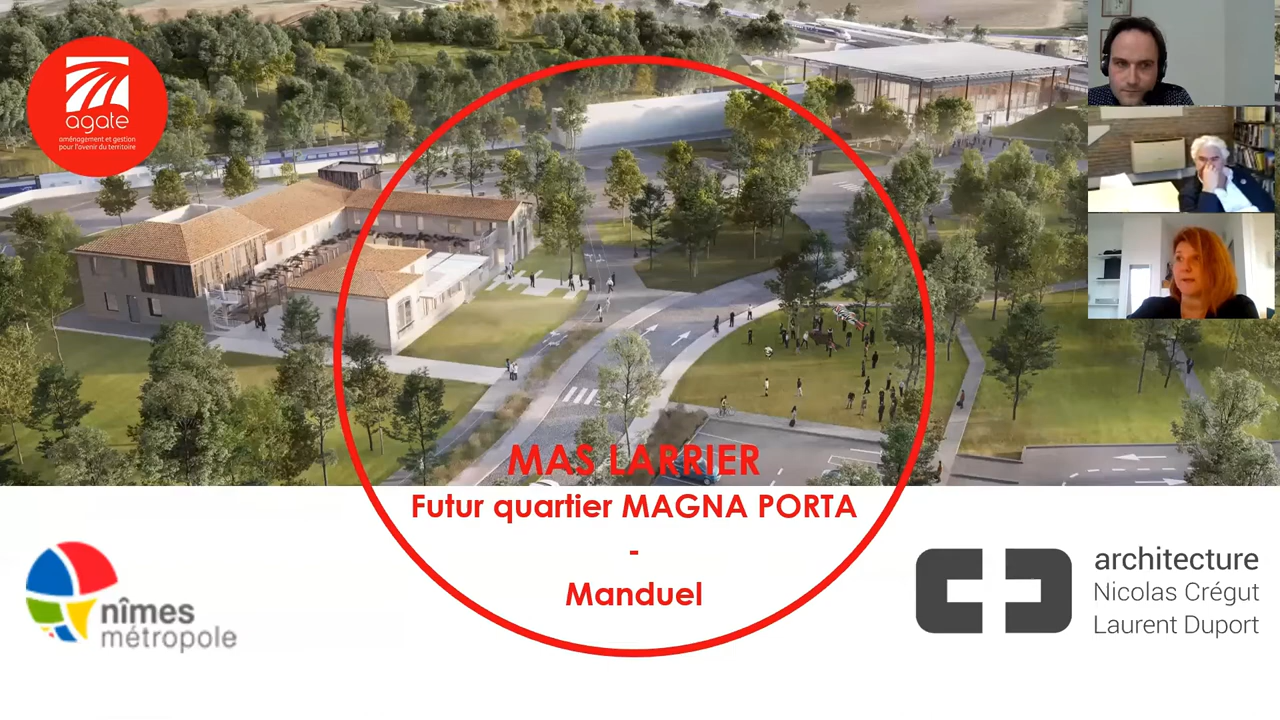 agate
aménagement et gestion
pour l'avenir du territoire
MAS LARRIER
Futur quartier MAGNA PORTA
-
Manduel
nîmes
métropole
architecture
Nicolas Crégut
Laurent Duport